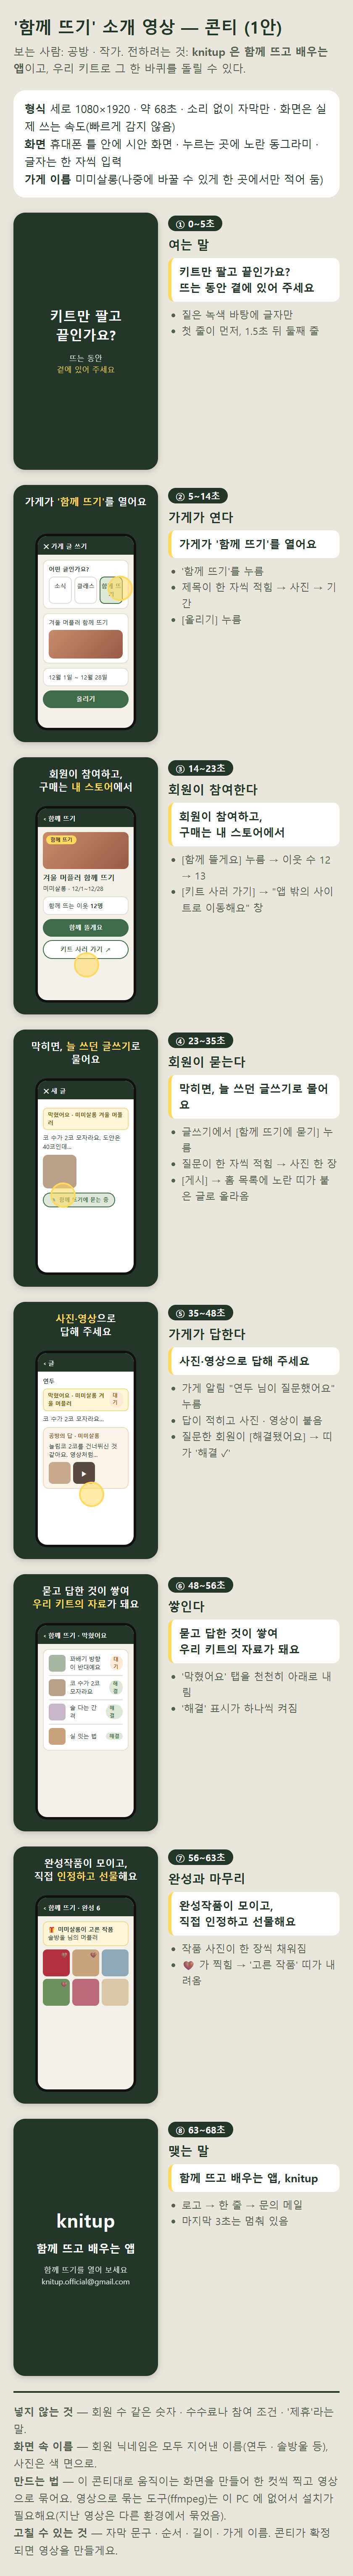 '함께 뜨기' 소개 영상 — 콘티 (1안)
보는 사람: 공방 · 작가. 전하려는 것: knitup 은 함께 뜨고 배우는
앱이고, 우리 키트로 그 한 바퀴를 돌릴 수 있다.
형식 세로 1080×1920 · 약 68초 · 소리 없이 자막만 · 화면은 실
제 쓰는 속도(빠르게 감지 않음)
화면 휴대폰 틀 안에 시안 화면 · 누르는 곳에 노란 동그라미 ·
글자는 한 자씩 입력
가게 이름 미미살롱(나중에 바꿀 수 있게 한 곳에서만 적어 둠)
키트만 팔고
끝인가요?
뜨는 동안
곁에 있어 주세요
① 0~5초
여는 말
키트만 팔고 끝인가요?
뜨는 동안 곁에 있어 주세요
짙은 녹색 바탕에 글자만
첫 줄이 먼저, 1.5초 뒤 둘째 줄
가게가 '함께 뜨기'를 열어요
✕ 가게 글 쓰기
어떤 글인가요?
소식
클래스
함께 뜨
기
겨울 머플러 함께 뜨기
12월 1일 ~ 12월 28일
올리기
② 5~14초
가게가 연다
가게가 '함께 뜨기'를 열어요
'함께 뜨기'를 누름
제목이 한 자씩 적힘 → 사진 → 기
간
[올리기] 누름
회원이 참여하고,
구매는 내 스토어에서
‹ 함께 뜨기
함께 뜨기
겨울 머플러 함께 뜨기
미미살롱 · 12/1~12/28
함께 뜨는 이웃 12명
함께 뜰게요
키트 사러 가기 ↗
③ 14~23초
회원이 참여한다
회원이 참여하고,
구매는 내 스토어에서
[함께 뜰게요] 누름 → 이웃 수 12
→ 13
[키트 사러 가기] → "앱 밖의 사이
트로 이동해요" 창
막히면, 늘 쓰던 글쓰기로
물어요
✕ 새 글
막혔어요 · 미미살롱 겨울 머플
러
코 수가 2코 모자라요. 도안은
40코인데…
함께 뜨기에 묻는 중
④ 23~35초
회원이 묻는다
막히면, 늘 쓰던 글쓰기로 물어
요
글쓰기에서 [함께 뜨기에 묻기] 누
름
질문이 한 자씩 적힘 → 사진 한 장
[게시] → 홈 목록에 노란 띠가 붙
은 글로 올라옴
사진·영상으로
답해 주세요
‹ 글
연두
막혔어요 · 미미살롱 겨
울 머플러
대
기
코 수가 2코 모자라요…
공방의 답 · 미미살롱
늘림코 2코를 건너뛰신 것
같아요. 영상처럼…
▶
⑤ 35~48초
가게가 답한다
사진·영상으로 답해 주세요
가게 알림 "연두 님이 질문했어요"
누름
답이 적히고 사진 · 영상이 붙음
질문한 회원이 [해결됐어요] → 띠
가 '해결 ✓'
묻고 답한 것이 쌓여
우리 키트의 자료가 돼요
‹ 함께 뜨기 · 막혔어요
꽈배기 방향
이 반대예요
대
기
코 수가 2코
모자라요
해
결
술 다는 간
격
해
결
실 잇는 법
해결
⑥ 48~56초
쌓인다
묻고 답한 것이 쌓여
우리 키트의 자료가 돼요
'막혔어요' 탭을 천천히 아래로 내
림
'해결' 표시가 하나씩 켜짐
완성작품이 모이고,
직접 인정하고 선물해요
‹ 함께 뜨기 · 완성 6
🎁 미미살롱이 고른 작품
솔방울 님의 머플러
⑦ 56~63초
완성과 마무리
완성작품이 모이고,
직접 인정하고 선물해요
작품 사진이 한 장씩 채워짐
💗 가 찍힘 → '고른 작품' 띠가 내
려옴
knitup
함께 뜨고 배우는 앱
함께 뜨기를 열어 보세요
knitup.official@gmail.com
⑧ 63~68초
맺는 말
함께 뜨고 배우는 앱, knitup
로고 → 한 줄 → 문의 메일
마지막 3초는 멈춰 있음
넣지 않는 것 — 회원 수 같은 숫자 · 수수료나 참여 조건 · '제휴'라는
말.
화면 속 이름 — 회원 닉네임은 모두 지어낸 이름(연두 · 솔방울 등),
사진은 색 면으로.
만드는 법 — 이 콘티대로 움직이는 화면을 만들어 한 컷씩 찍고 영상
으로 묶어요. 영상으로 묶는 도구(ffmpeg)는 이 PC 에 없어서 설치가
필요해요(지난 영상은 다른 환경에서 묶었음).
고칠 수 있는 것 — 자막 문구 · 순서 · 길이 · 가게 이름. 콘티가 확정
되면 영상을 만들게요.